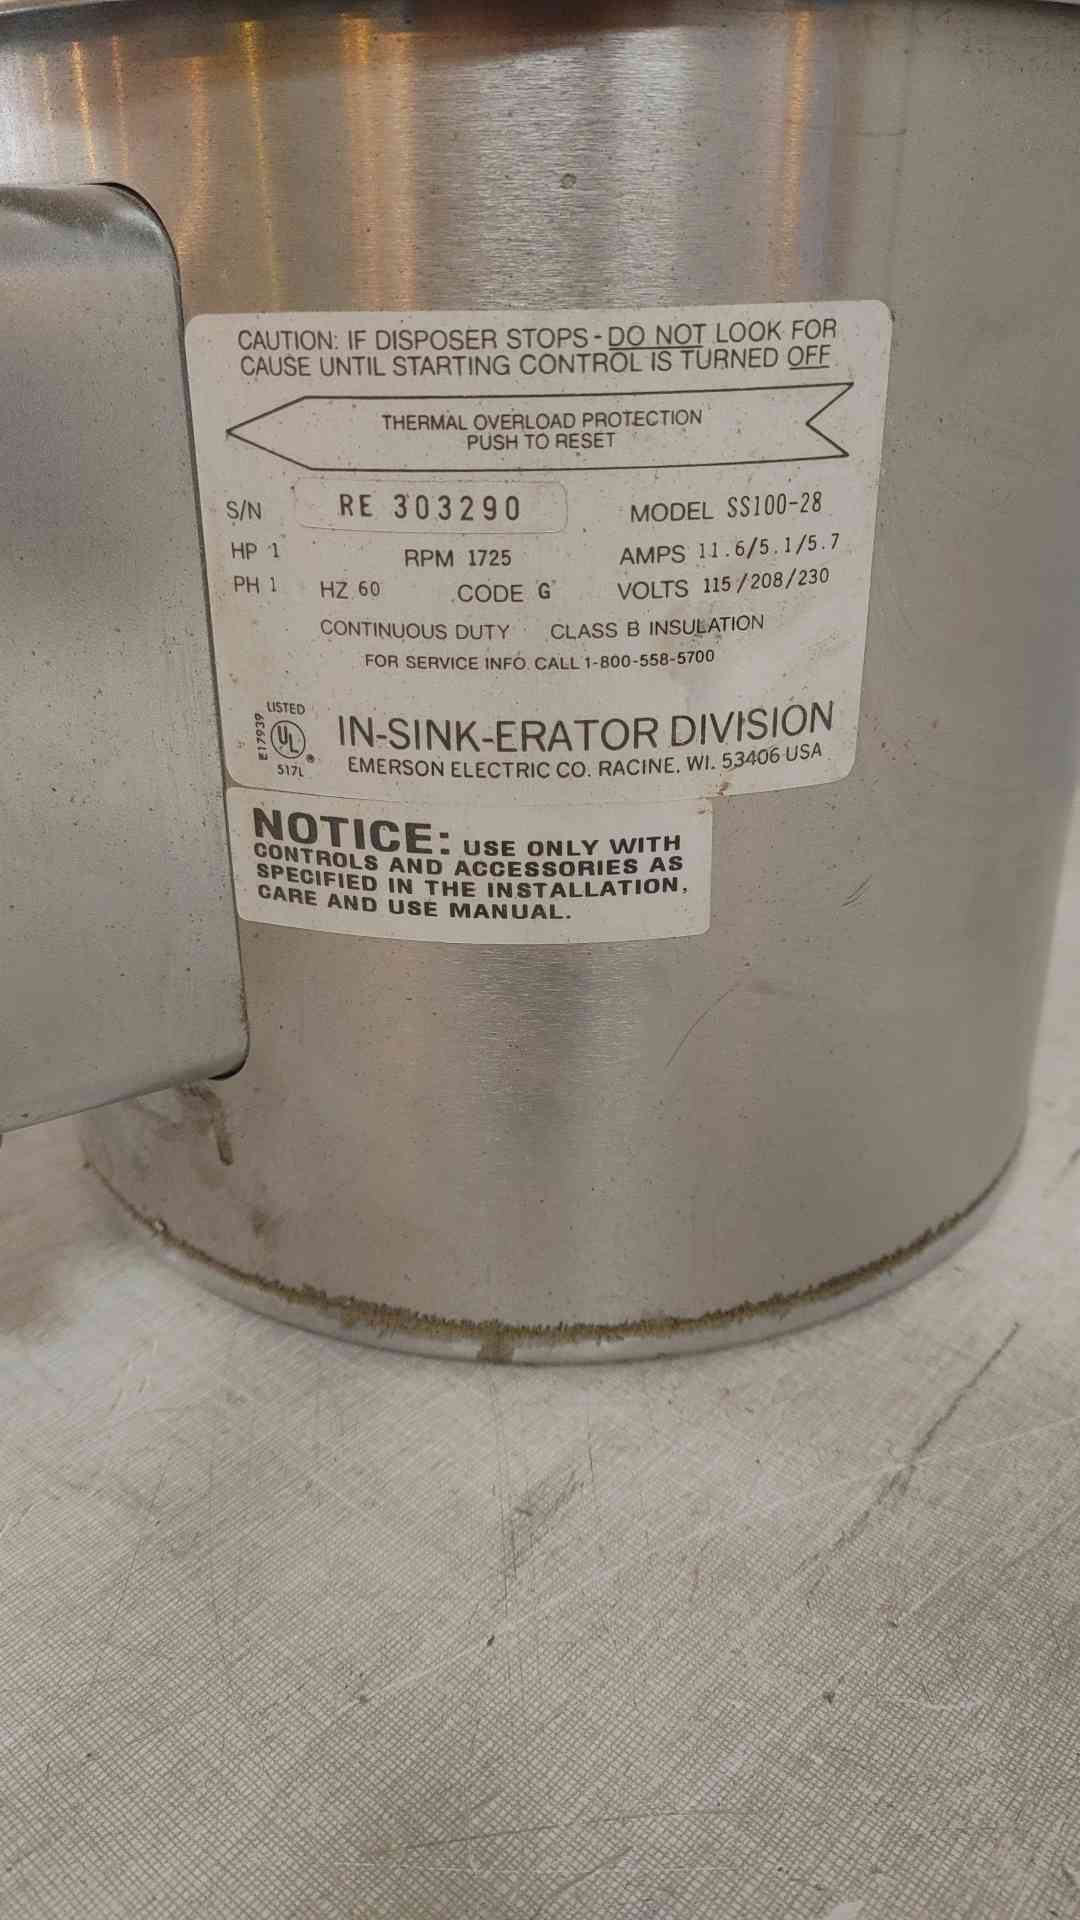 CAUTION: IF DISPOSER STOPS - DO NOT LOOK FOR
CAUSE UNTIL STARTING CONTROL IS TURNED OFF
THERMAL OVERLOAD PROTECTION
PUSH TO RESET
S/N RE 303290 MODEL SS100-28
HP 1 RPM 1725 AMPS 11.6/5.1/5.7
PH 1 HZ 60 CODE G VOLTS 115/208/230
CONTINUOUS DUTY CLASS B INSULATION
FOR SERVICE INFO. CALL 1-800-558-5700
LISTED
E17939
UL ®
517L
IN-SINK-ERATOR DIVISION
EMERSON ELECTRIC CO. RACINE, WI. 53406 USA
NOTICE: USE ONLY WITH
CONTROLS AND ACCESSORIES AS
SPECIFIED IN THE INSTALLATION,
CARE AND USE MANUAL.